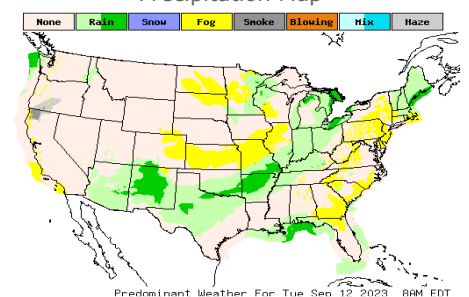 Precipitation Map
None Rain Snow Fog Smoke Blowing Mix Haze
Predominant Weather For Tue Sep 12 2023 8AM EDT